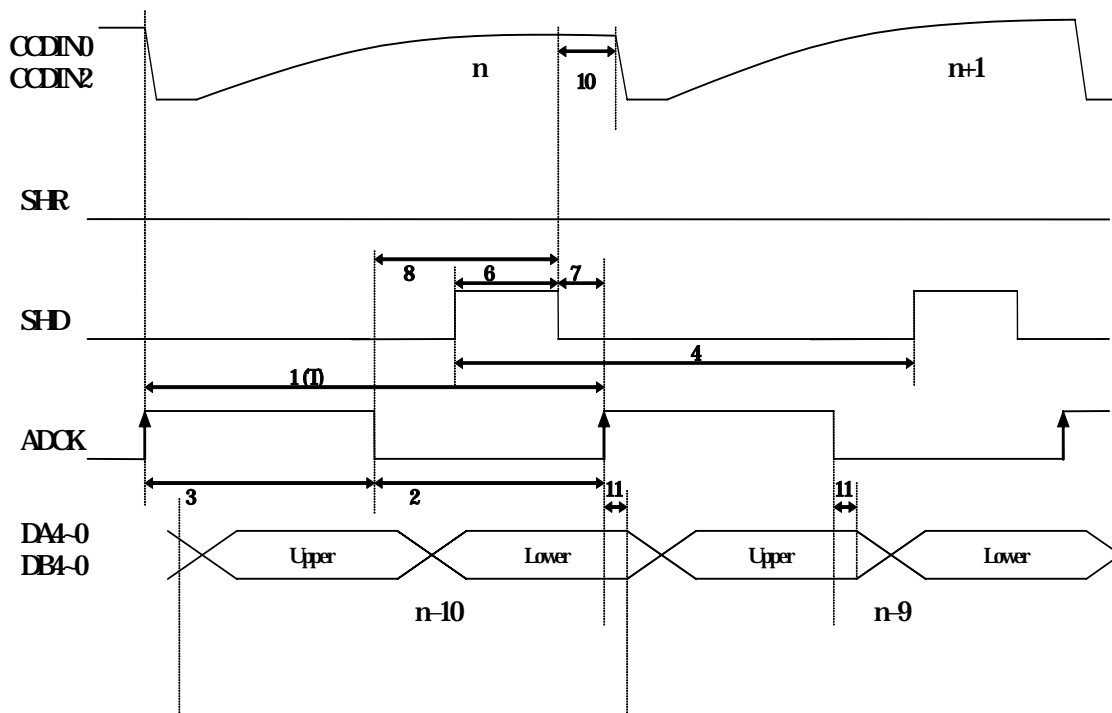 CCDIN0
CCDIN2
n
10
n+1
SHR
8
6
7
SHD
4
1 (T)
ADCK
3
2
11
11
DA4~0
DB4~0
Upper
Lower
Upper
Lower
n–10
n–9